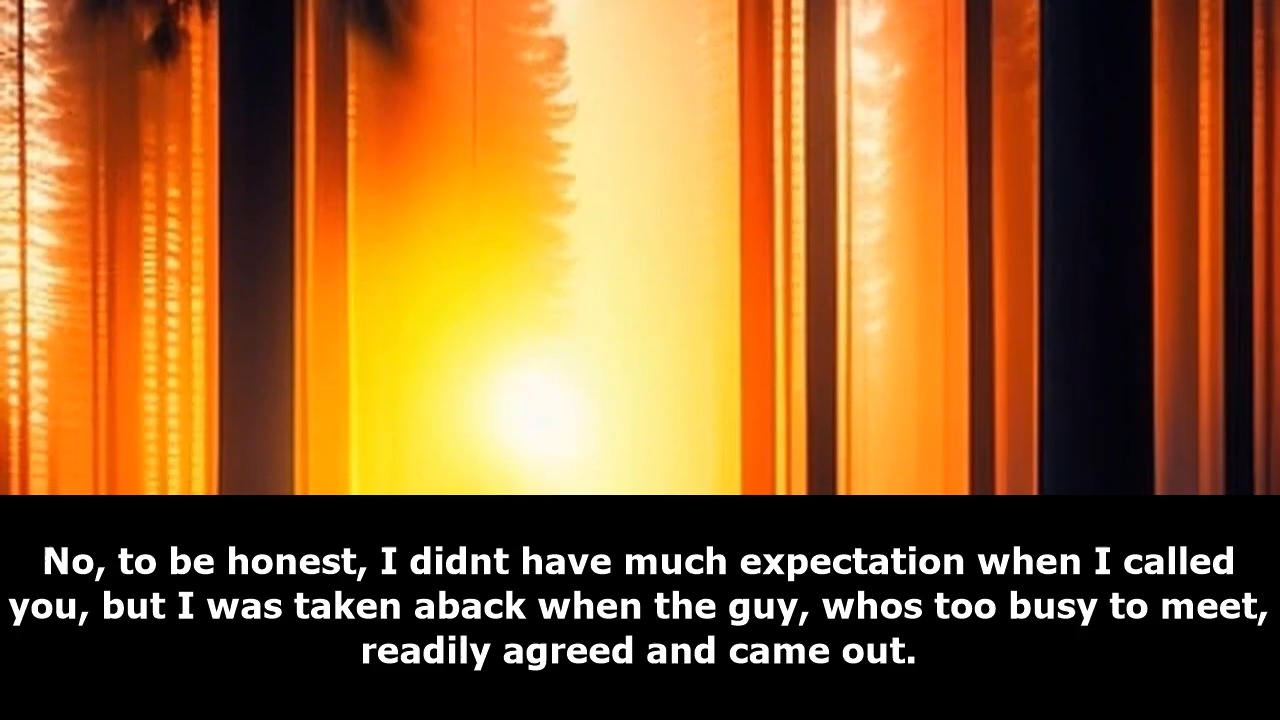 No, to be honest, I didnt have much expectation when I called
you, but I was taken aback when the guy, whos too busy to meet,
readily agreed and came out.